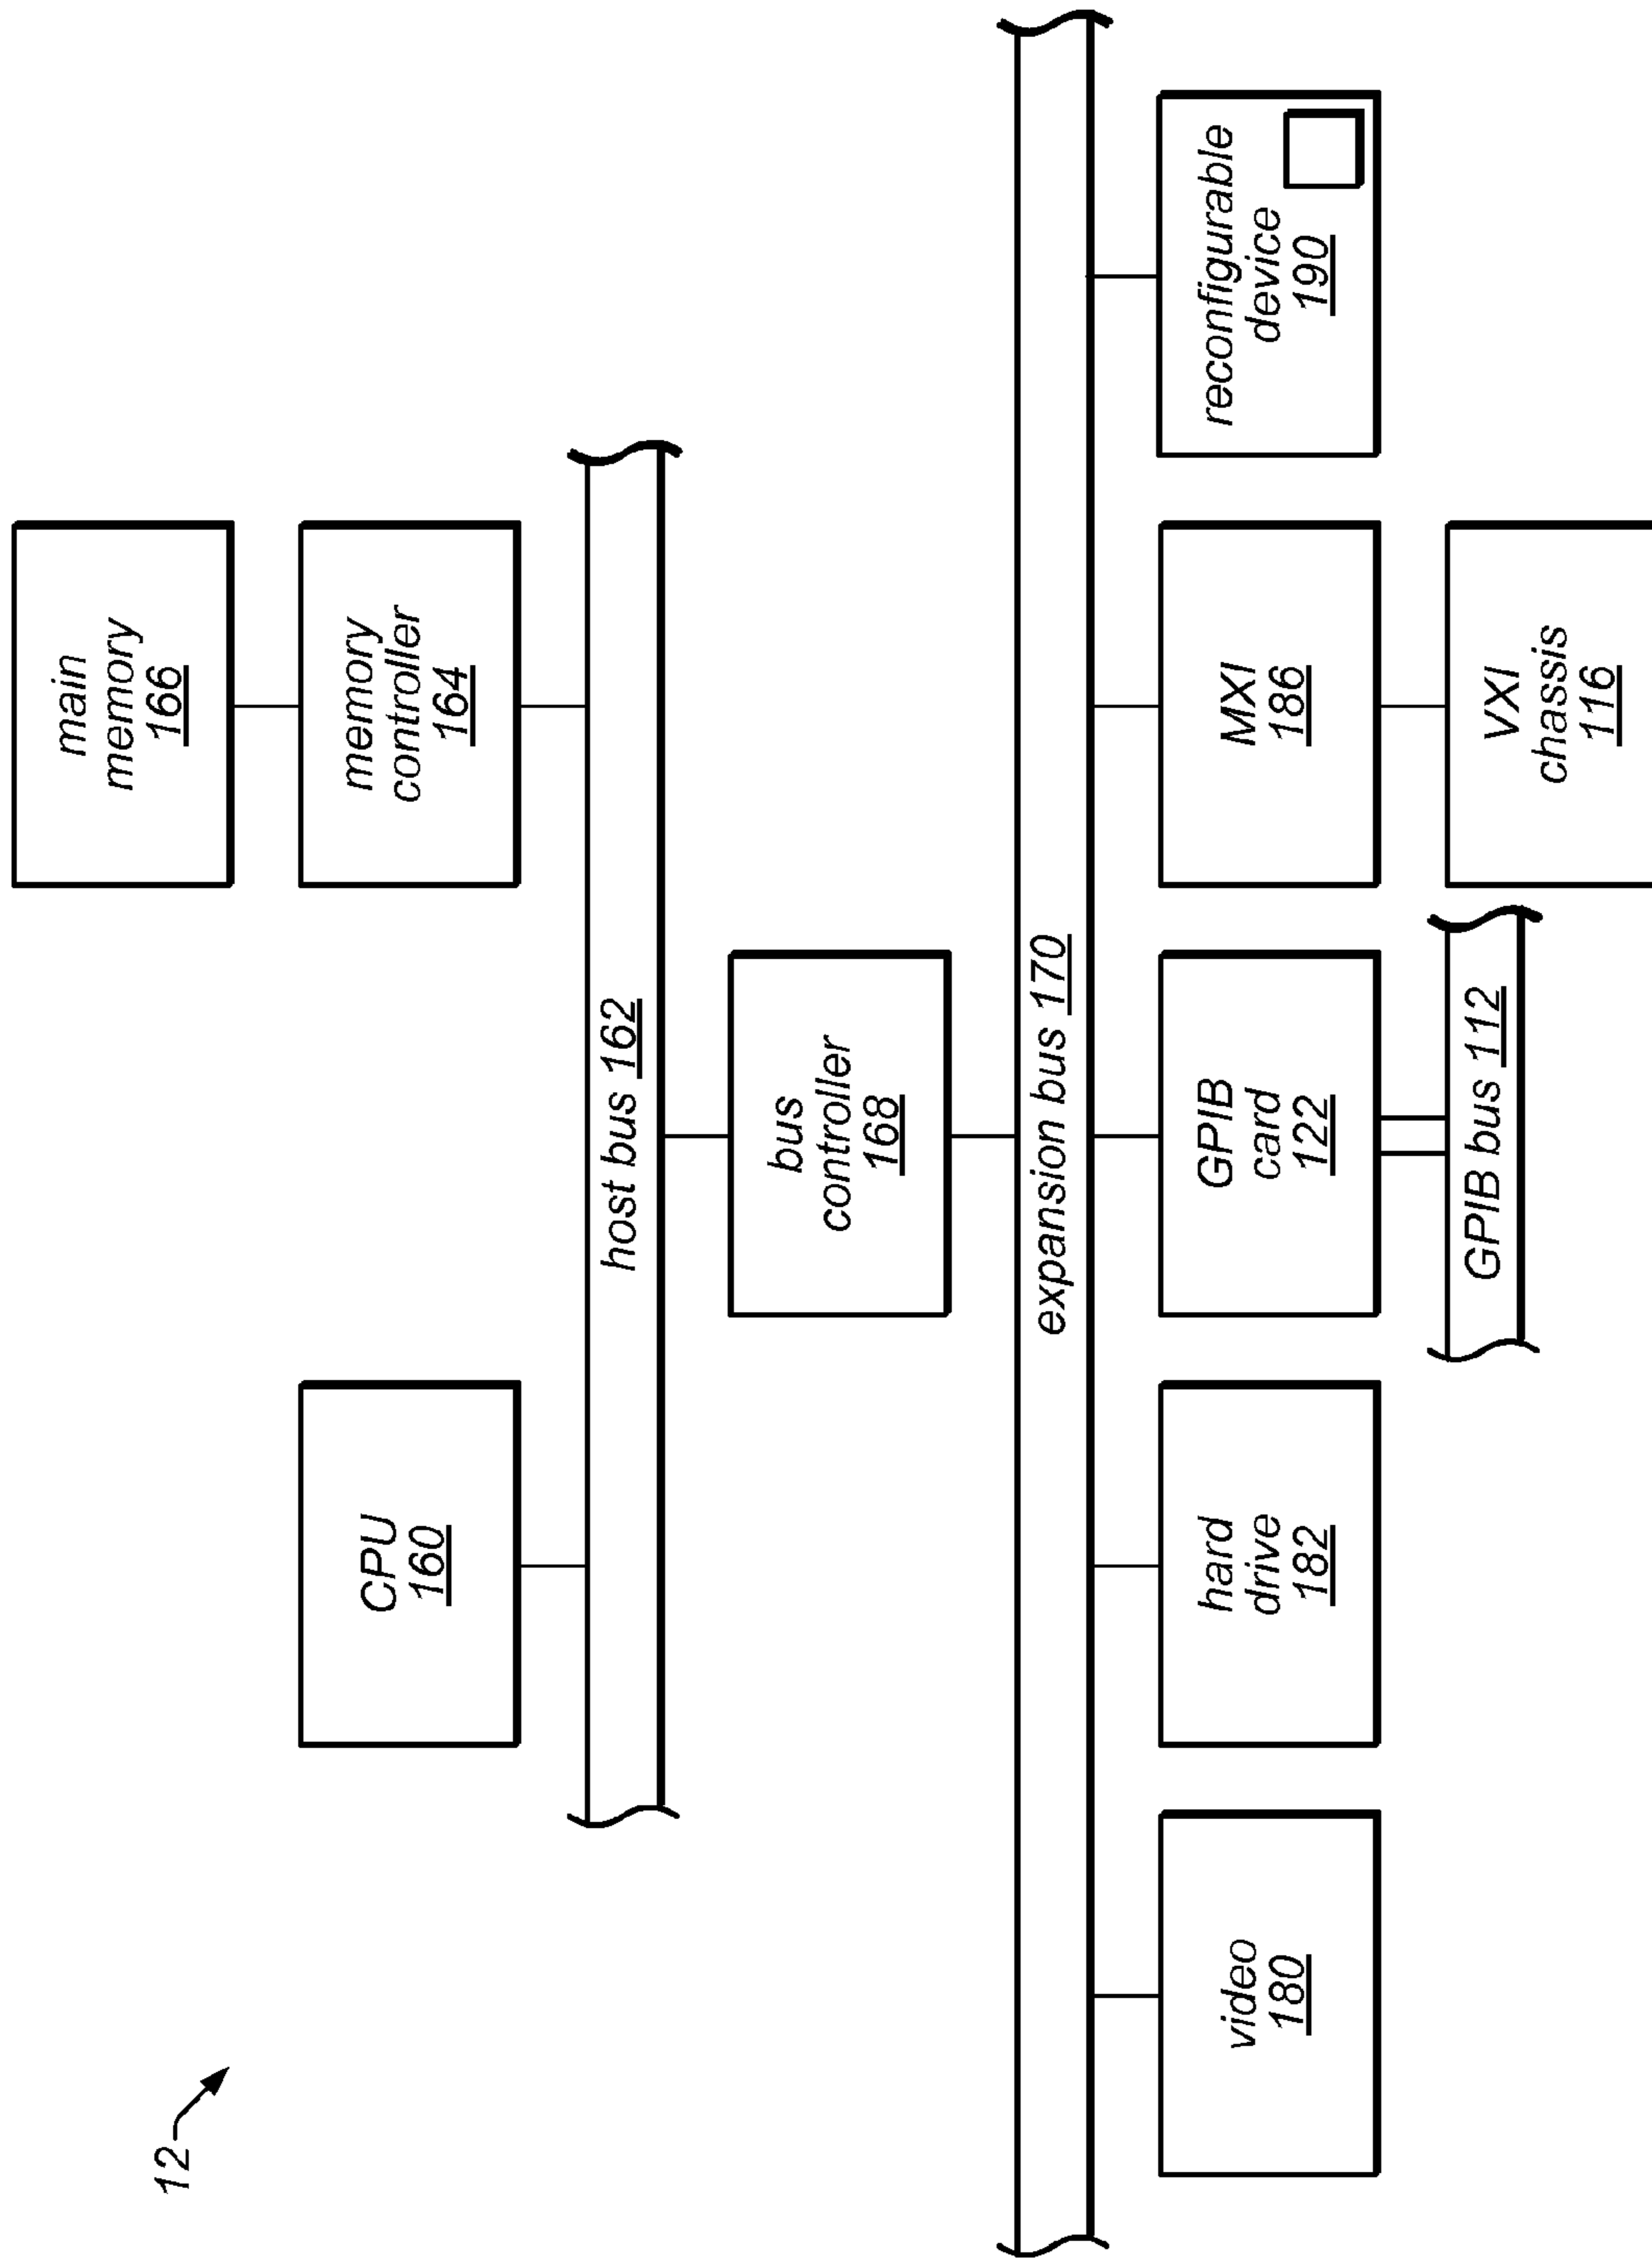 12
main
memory
166
CPU
160
memory
controller
164
host bus 162
bus
controller
168
expansion bus 170
video
180
hard
drive
182
GPIB
card
122
MXI
186
reconfigurable
device
190
GPIB bus 112
VXI
chassis
116